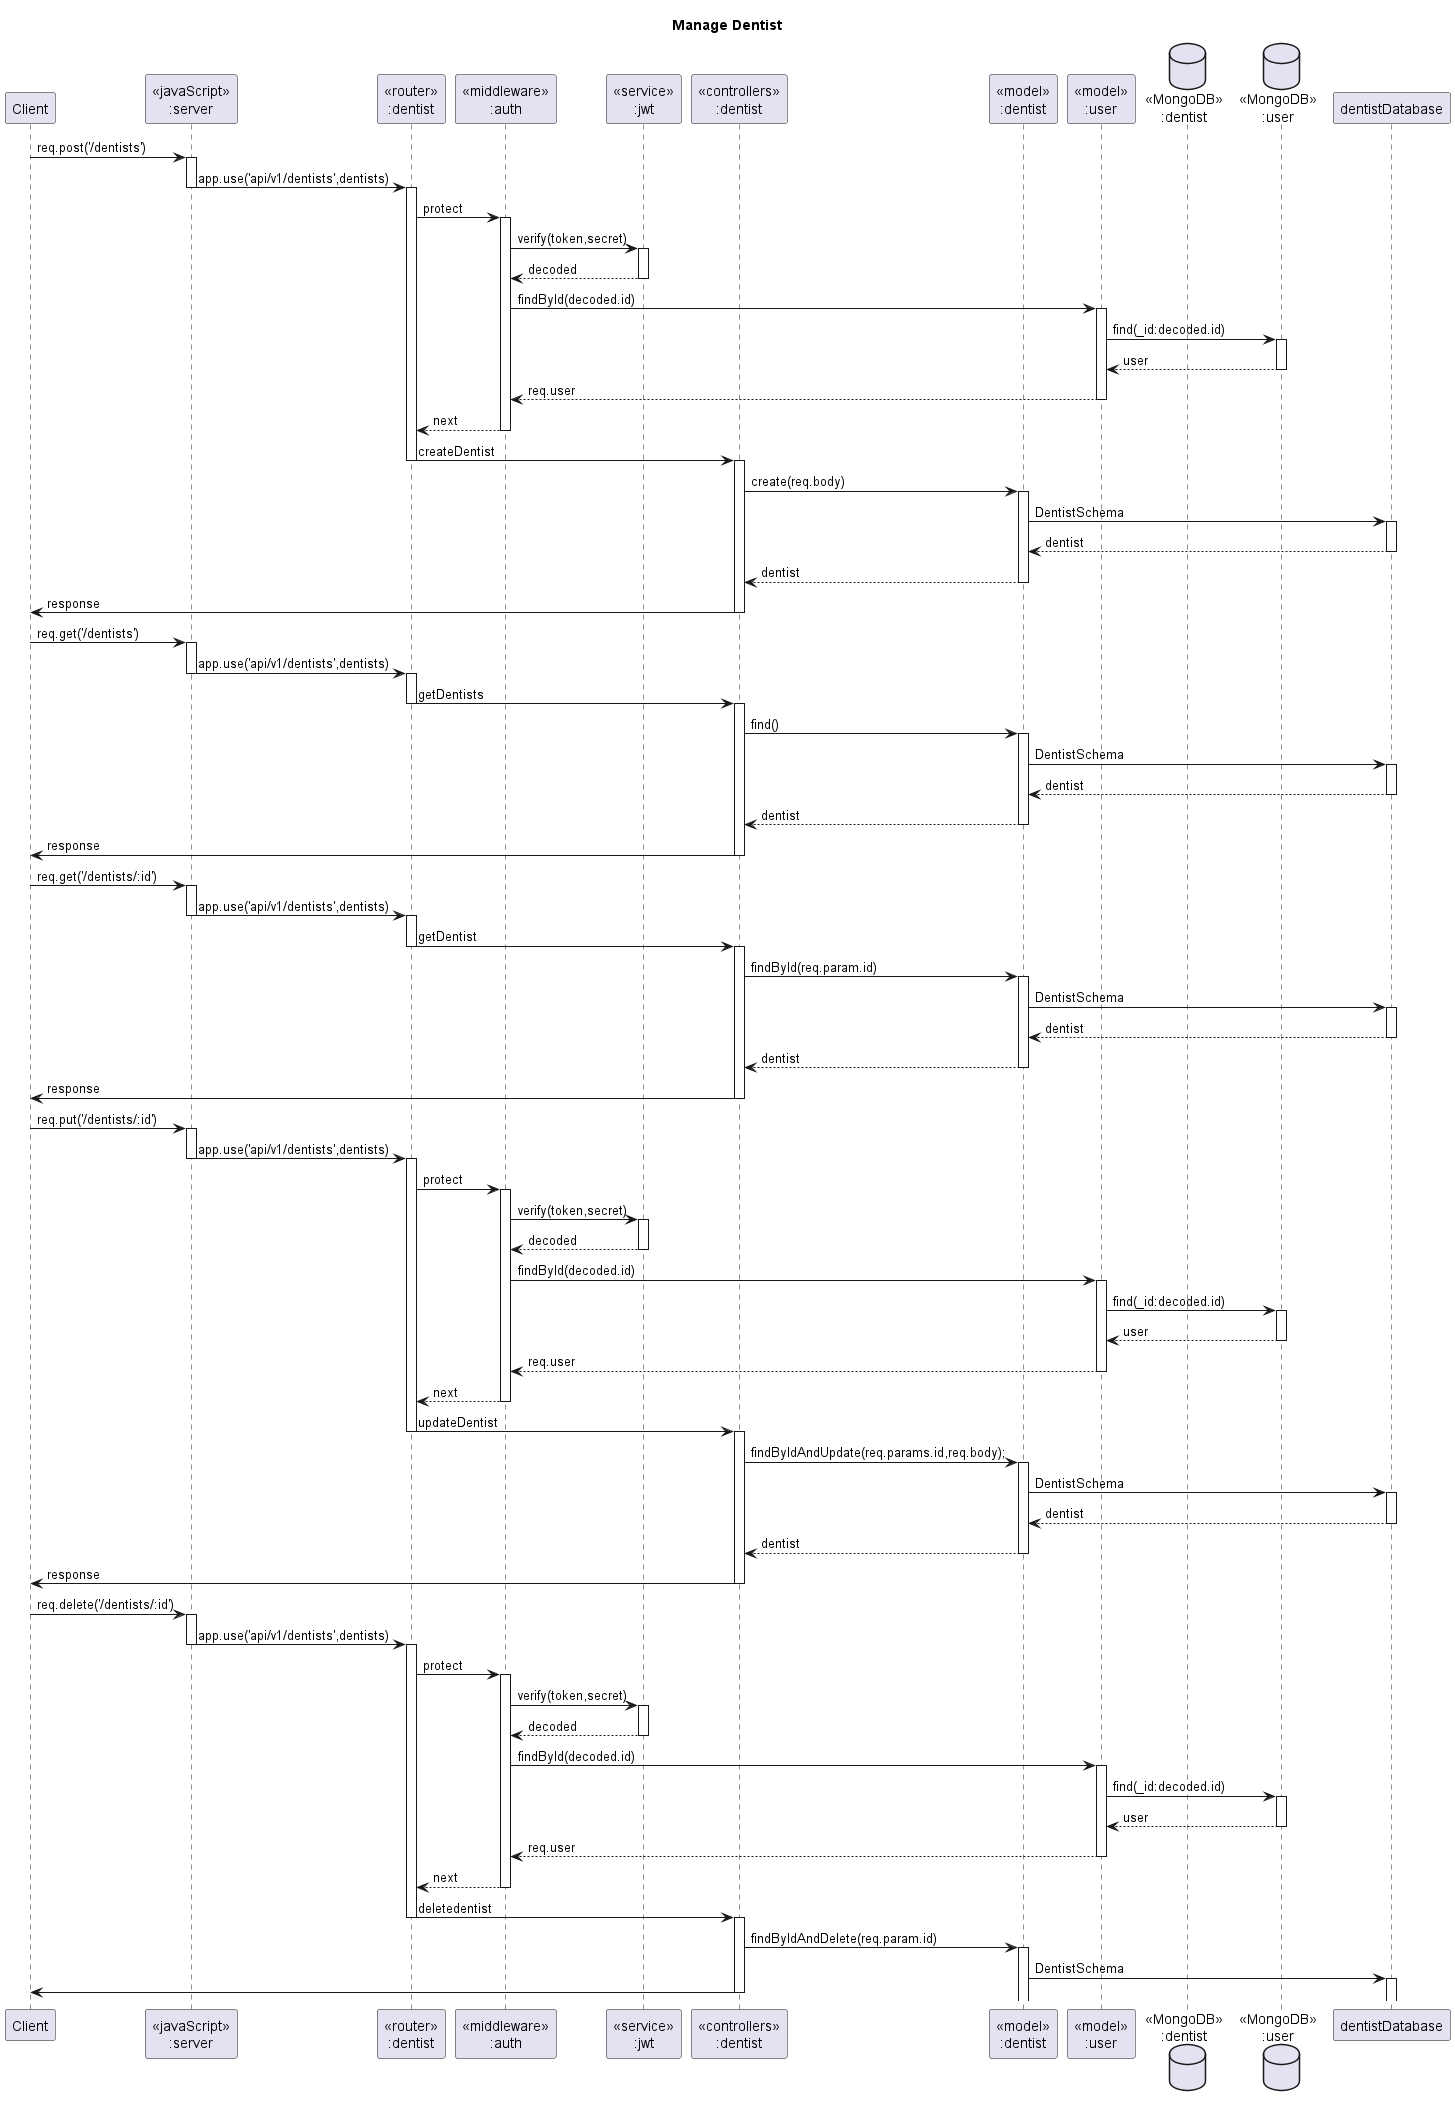 Manage Dentist
Client
«javaScript»
:server
«router»
:dentist
«middleware»
:auth
«service»
:jwt
«controllers»
:dentist
«model»
:dentist
«model»
:user
«MongoDB»
:dentist
«MongoDB»
:user
dentistDatabase
req.post('/dentists')
app.use('api/v1/dentists',dentists)
protect
verify(token,secret)
decoded
findById(decoded.id)
find(_id:decoded.id)
user
req.user
next
createDentist
create(req.body)
DentistSchema
dentist
dentist
response
req.get('/dentists')
app.use('api/v1/dentists',dentists)
getDentists
find()
DentistSchema
dentist
dentist
response
req.get('/dentists/:id')
app.use('api/v1/dentists',dentists)
getDentist
findById(req.param.id)
DentistSchema
dentist
dentist
response
req.put('/dentists/:id')
app.use('api/v1/dentists',dentists)
protect
verify(token,secret)
decoded
findById(decoded.id)
find(_id:decoded.id)
user
req.user
next
updateDentist
findByIdAndUpdate(req.params.id,req.body);
DentistSchema
dentist
dentist
response
req.delete('/dentists/:id')
app.use('api/v1/dentists',dentists)
protect
verify(token,secret)
decoded
findById(decoded.id)
find(_id:decoded.id)
user
req.user
next
deletedentist
findByIdAndDelete(req.param.id)
DentistSchema
Client
«javaScript»
:server
«router»
:dentist
«middleware»
:auth
«service»
:jwt
«controllers»
:dentist
«model»
:dentist
«model»
:user
«MongoDB»
:dentist
«MongoDB»
:user
dentistDatabase